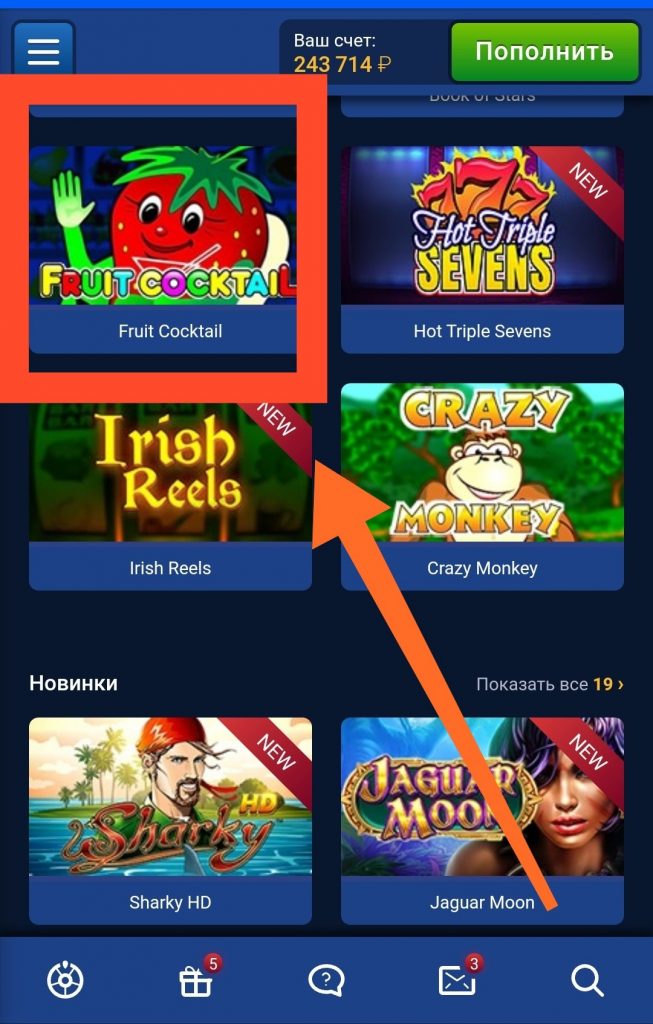 Ваш счет:
243 714 ₽
Пополнить
Book of Stars
FRUIT COCKTAIL
Fruit Cocktail
NEW
777
Hot Triple
SEVENS
Hot Triple Sevens
NEW
Irish
Reels
Irish Reels
CRAZY
MONKEY
Crazy Monkey
Новинки
Показать все 19 ›
NEW
Sharky HD
Sharky HD
NEW
JAGUAR
MOON
Jaguar Moon
5
?
3